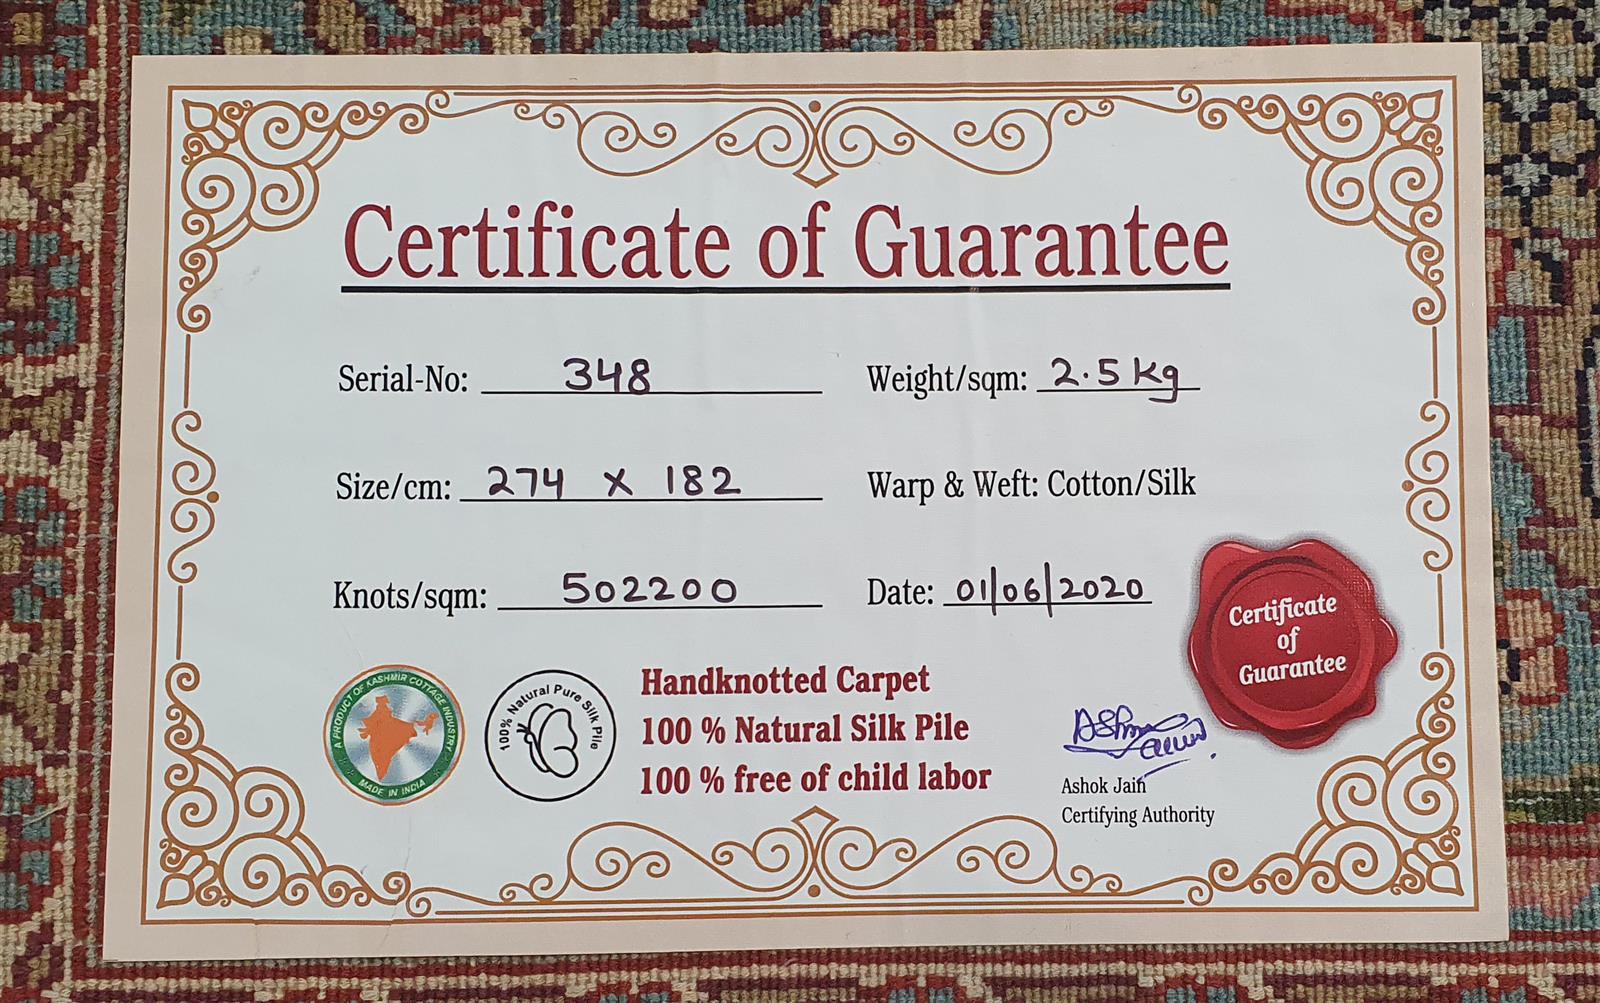 Certificate of Guarantee
Serial-No: 348
Weight/sqm: 2.5 kg
Size/cm: 274 x 182
Warp & Weft: Cotton/Silk
Knots/sqm: 502200
Date: 01/06/2020
Certificate
of
Guarantee
A PRODUCT OF KASHMIR COTTAGE INDUSTRY
MADE IN INDIA
100% Natural Pure Silk Pile
Handknotted Carpet
100 % Natural Silk Pile
100 % free of child labor
Ashok Jain
Certifying Authority